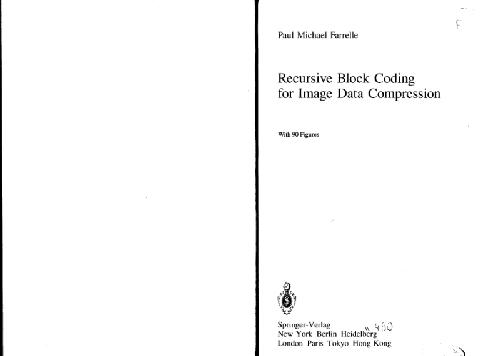 Paul Michael Farrelle
Recursive Block Coding
for Image Data Compression
With 90 Figures
Springer-Verlag
New York Berlin Heidelberg
London Paris Tokyo Hong Kong